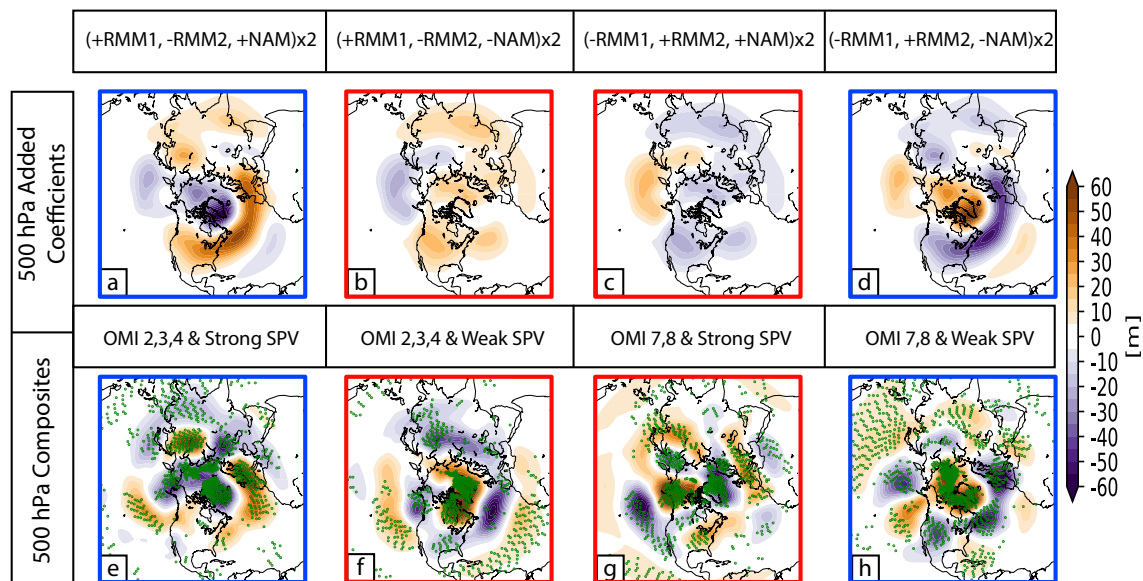 (+RMM1, -RMM2, +NAM)x2
(+RMM1, -RMM2, -NAM)x2
(-RMM1, +RMM2, +NAM)x2
(-RMM1, +RMM2, -NAM)x2
500 hPa Added
Coefficients
a
b
c
d
OMI 2,3,4 & Strong SPV
OMI 2,3,4 & Weak SPV
OMI 7,8 & Strong SPV
OMI 7,8 & Weak SPV
500 hPa Composites
e
f
g
h
60
50
40
30
20
10
0
-10
-20
-30
-40
-50
-60
[m]